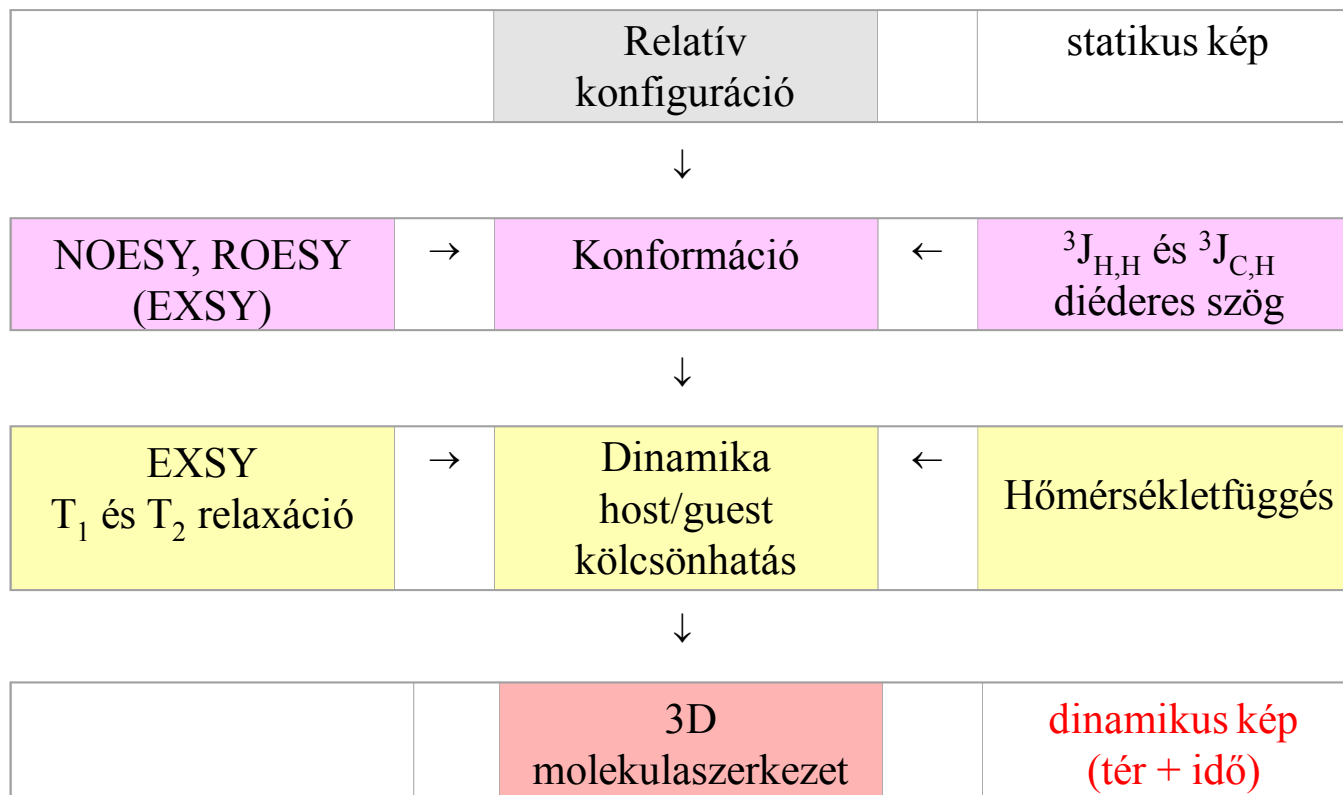 Relatív
konfiguráció
statikus kép
↓
NOESY, ROESY
(EXSY)
→
Konformáció
←
³J_H,H és ³J_C,H
diéderes szög
↓
EXSY
T₁ és T₂ relaxáció
→
Dinamika
host/guest
kölcsönhatás
←
Hőmérsékletfüggés
↓
3D
molekulaszerkezet
dinamikus kép
(tér + idő)